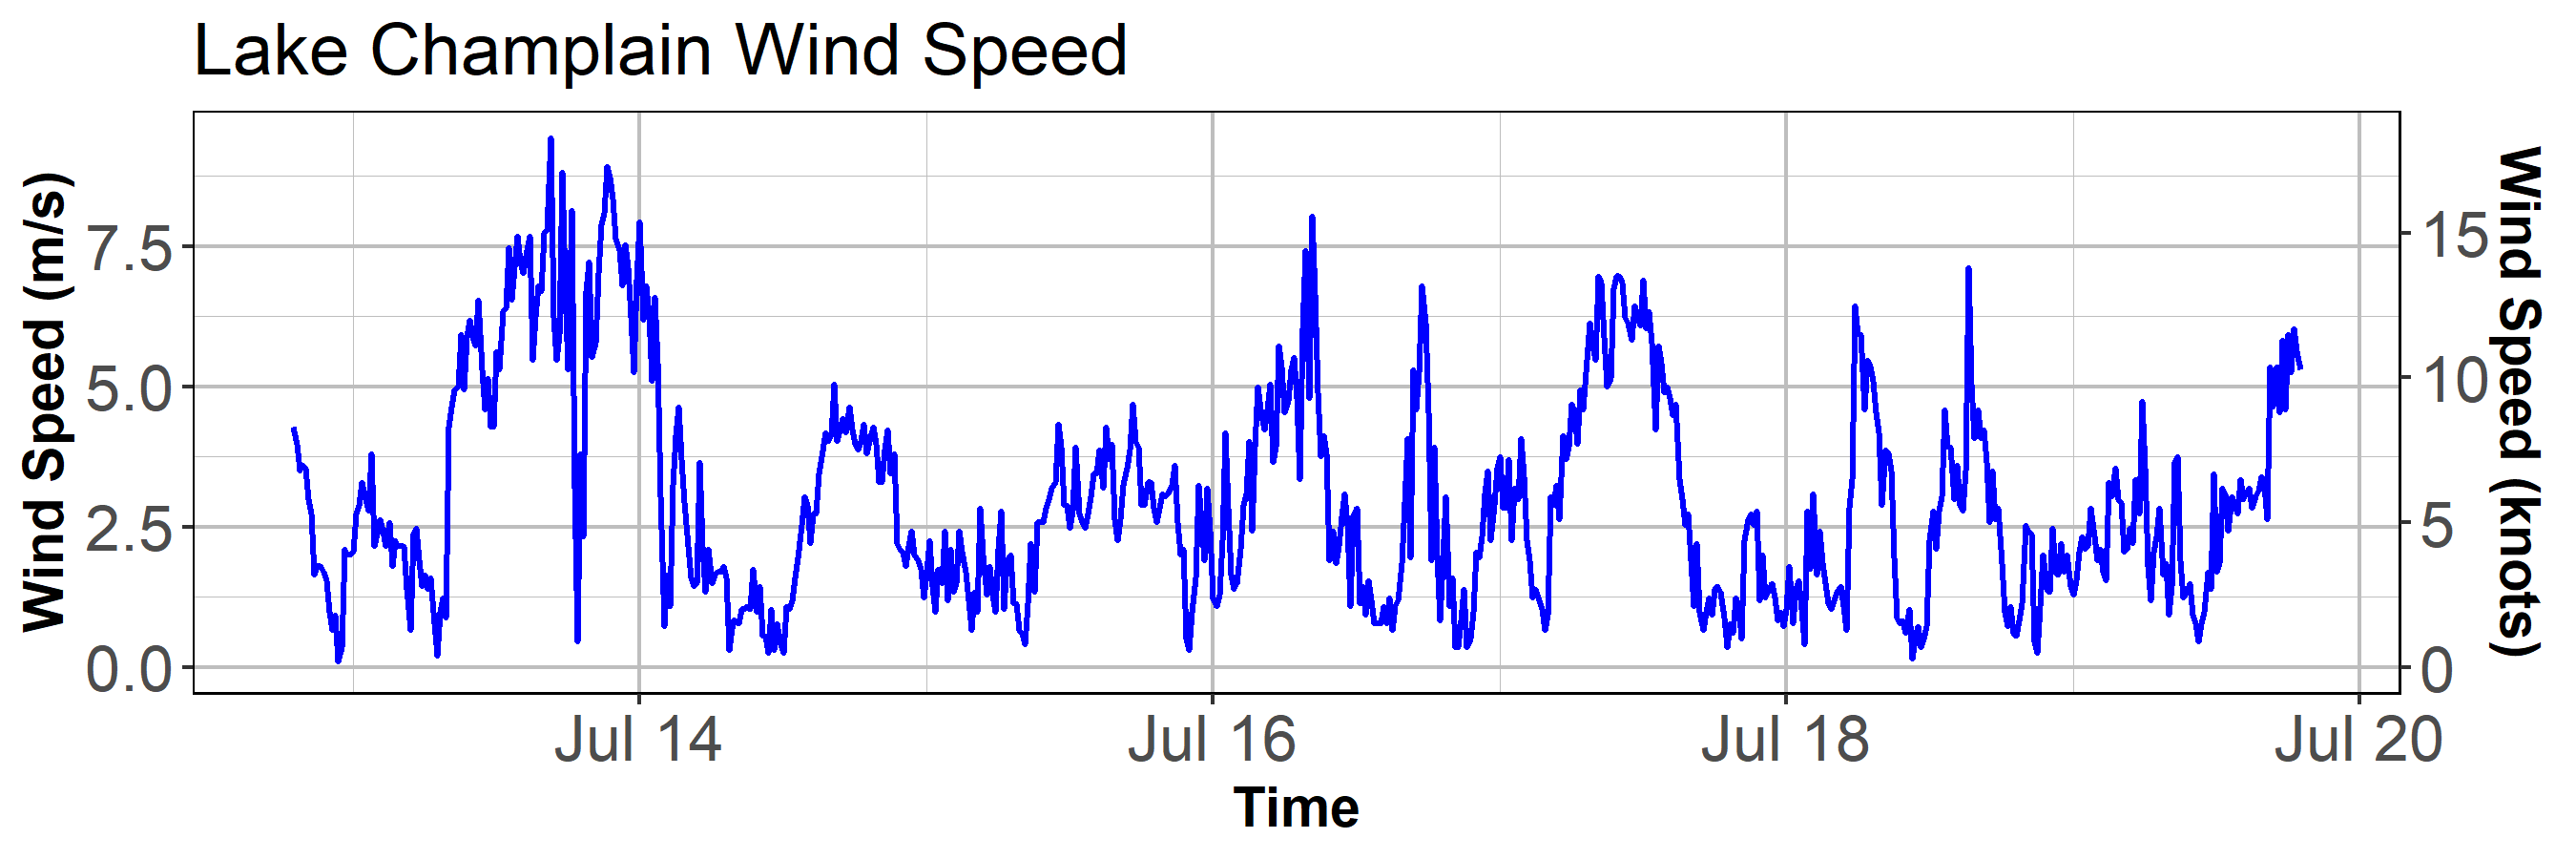 Lake Champlain Wind Speed
Wind Speed (m/s)
7.5
5.0
2.5
0.0
15
10
5
0
Wind Speed (knots)
Jul 14
Jul 16
Jul 18
Jul 20
Time